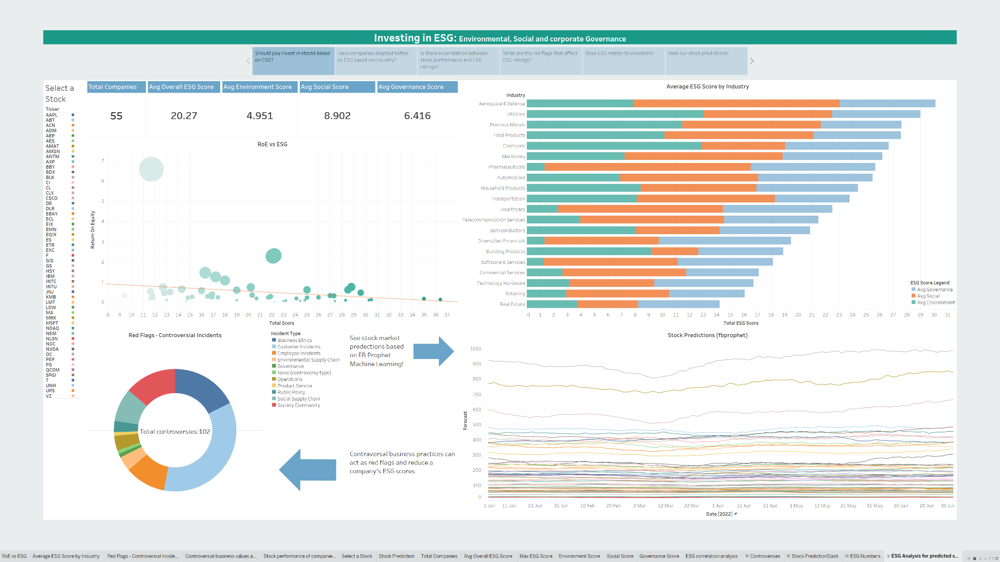 Investing in ESG: Environmental, Social and corporate Governance
Should you invest in stocks based
on ESG?
Have companies adapted better
to ESG based on industry?
Is there a correlation between
stock performance and ESG
ratings?
What are the red flags that affect
ESG ratings?
Does ESG matter to investors?
Veiw our stock predictions!
Select a
Stock
Ticker
AAPL
ABT
ACN
ADM
AEP
AES
AMAT
AMGN
ANTM
AXP
BBY
BDX
BLK
CI
CL
CLX
CSCO
DE
DLR
EBAY
ECL
EIX
EMN
EQIX
ES
ETR
EXC
F
GIS
GS
HSY
IBM
INTC
INTU
JNJ
KMB
LMT
LOW
MA
MRK
MSFT
NDAQ
NEM
NLSN
NOC
NVDA
OC
PEP
PG
QCOM
SPGI
T
UNH
UPS
VZ
Total Companies
55
Avg Overall ESG Score
20.27
Avg Environment Score
4.951
Avg Social Score
8.902
Avg Governance Score
6.416
RoE vs ESG
Return On Equity
7
6
5
4
3
2
1
0
8 9 10 11 12 13 14 15 16 17 18 19 20 21 22 23 24 25 26 27 28 29 30 31 32 33 34 35 36 37
Total Score
Average ESG Score by Industry
Industry
Aerospace & Defense
Utilities
Precious Metals
Food Products
Chemicals
Machinery
Pharmaceuticals
Automobiles
Household Products
Transportation
Healthcare
Telecommunication Services
Semiconductors
Diversified Financials
Building Products
Software & Services
Commercial Services
Technology Hardware
Retailing
Real Estate
0 1 2 3 4 5 6 7 8 9 10 11 12 13 14 15 16 17 18 19 20 21 22 23 24 25 26 27 28 29 30 31
Total ESG Score
ESG Score Legend
Avg Governance
Avg Social
Avg Environment
Red Flags - Controversial Incidents
Total controversies:102
Incident Type
Business Ethics
Customer Incidents
Employee Incidents
Environmental Supply Chain
Governance
None (controversy type)
Operations
Product Service
Public Policy
Social Supply Chain
Society Community
See stock market
predections based
on FB Prophet
Machine Learning!
Contraversal business practices can
act as red flags and reduce a
company's ESG scores
Stock Predictions (fbprophet)
Forecast
1000
900
800
700
600
500
400
300
200
100
0
1 Jan 11 Jan 21 Jan 31 Jan 10 Feb 20 Feb 2 Mar 12 Mar 22 Mar 1 Apr 11 Apr 21 Apr 1 May 11 May 21 May 31 May 10 Jun 20 Jun 30 Jun
Date [2022]
RoE vs ESG
Average ESG Score by Industry
Red Flags - Controversial Incide...
Controversial business values a...
Stock performance of companie...
Select a Stock
Stock Prediction
Total Companies
Avg Overall ESG Score
Max ESG Score
Environment Score
Social Score
Governance Score
ESG correlation analysis
Controversies
Stock PredictionDash
ESG Numbers
ESG Analysis for predicted s...